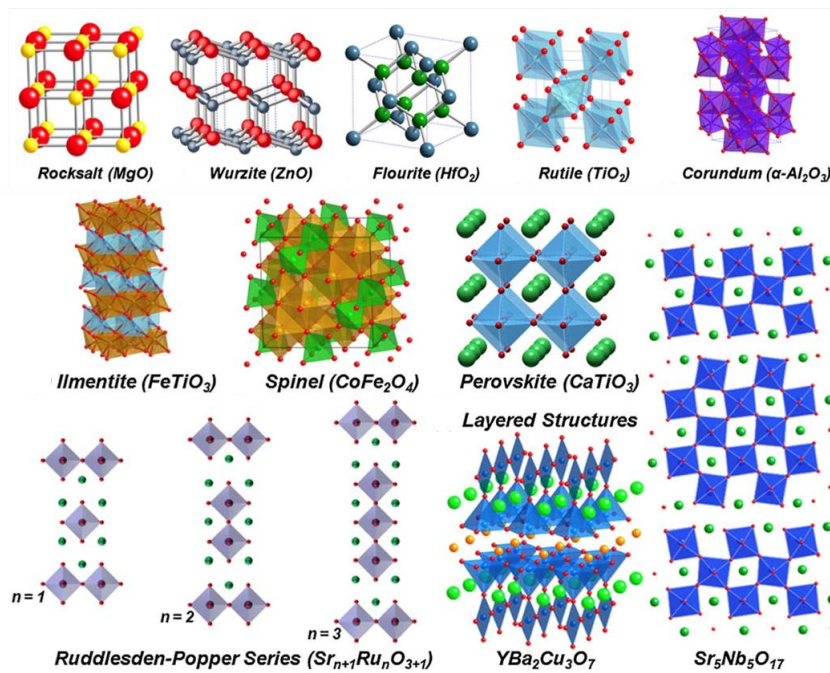 Rocksalt (MgO)
Wurzite (ZnO)
Flourite (HfO₂)
Rutile (TiO₂)
Corundum (α-Al₂O₃)
Ilmentite (FeTiO₃)
Spinel (CoFe₂O₄)
Perovskite (CaTiO₃)
Layered Structures
n=1
n=2
n=3
Ruddlesden-Popper Series (Srₙ₊₁RuₙO₃₊₁)
YBa₂Cu₃O₇
Sr₅Nb₅O₁₇